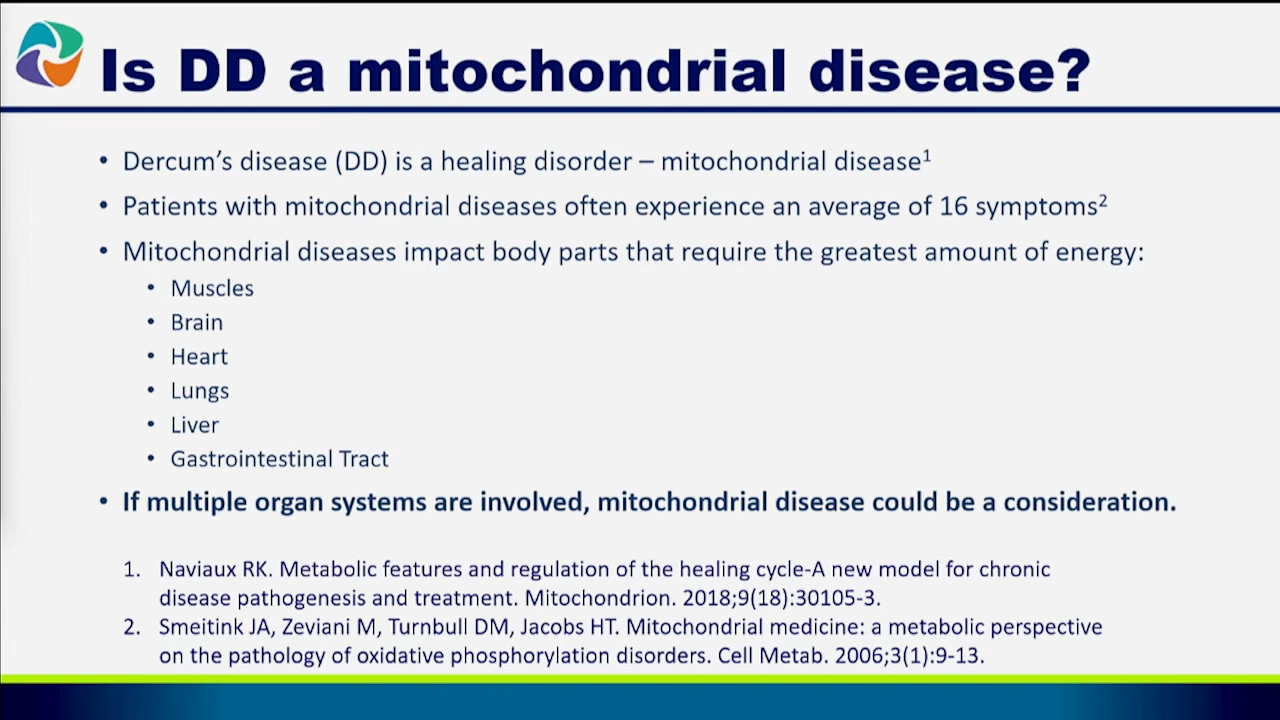 Is DD a mitochondrial disease?
• Dercum’s disease (DD) is a healing disorder – mitochondrial disease¹
• Patients with mitochondrial diseases often experience an average of 16 symptoms²
• Mitochondrial diseases impact body parts that require the greatest amount of energy:
• Muscles
• Brain
• Heart
• Lungs
• Liver
• Gastrointestinal Tract
• If multiple organ systems are involved, mitochondrial disease could be a consideration.
1. Naviaux RK. Metabolic features and regulation of the healing cycle-A new model for chronic
disease pathogenesis and treatment. Mitochondrion. 2018;9(18):30105-3.
2. Smeitink JA, Zeviani M, Turnbull DM, Jacobs HT. Mitochondrial medicine: a metabolic perspective
on the pathology of oxidative phosphorylation disorders. Cell Metab. 2006;3(1):9-13.